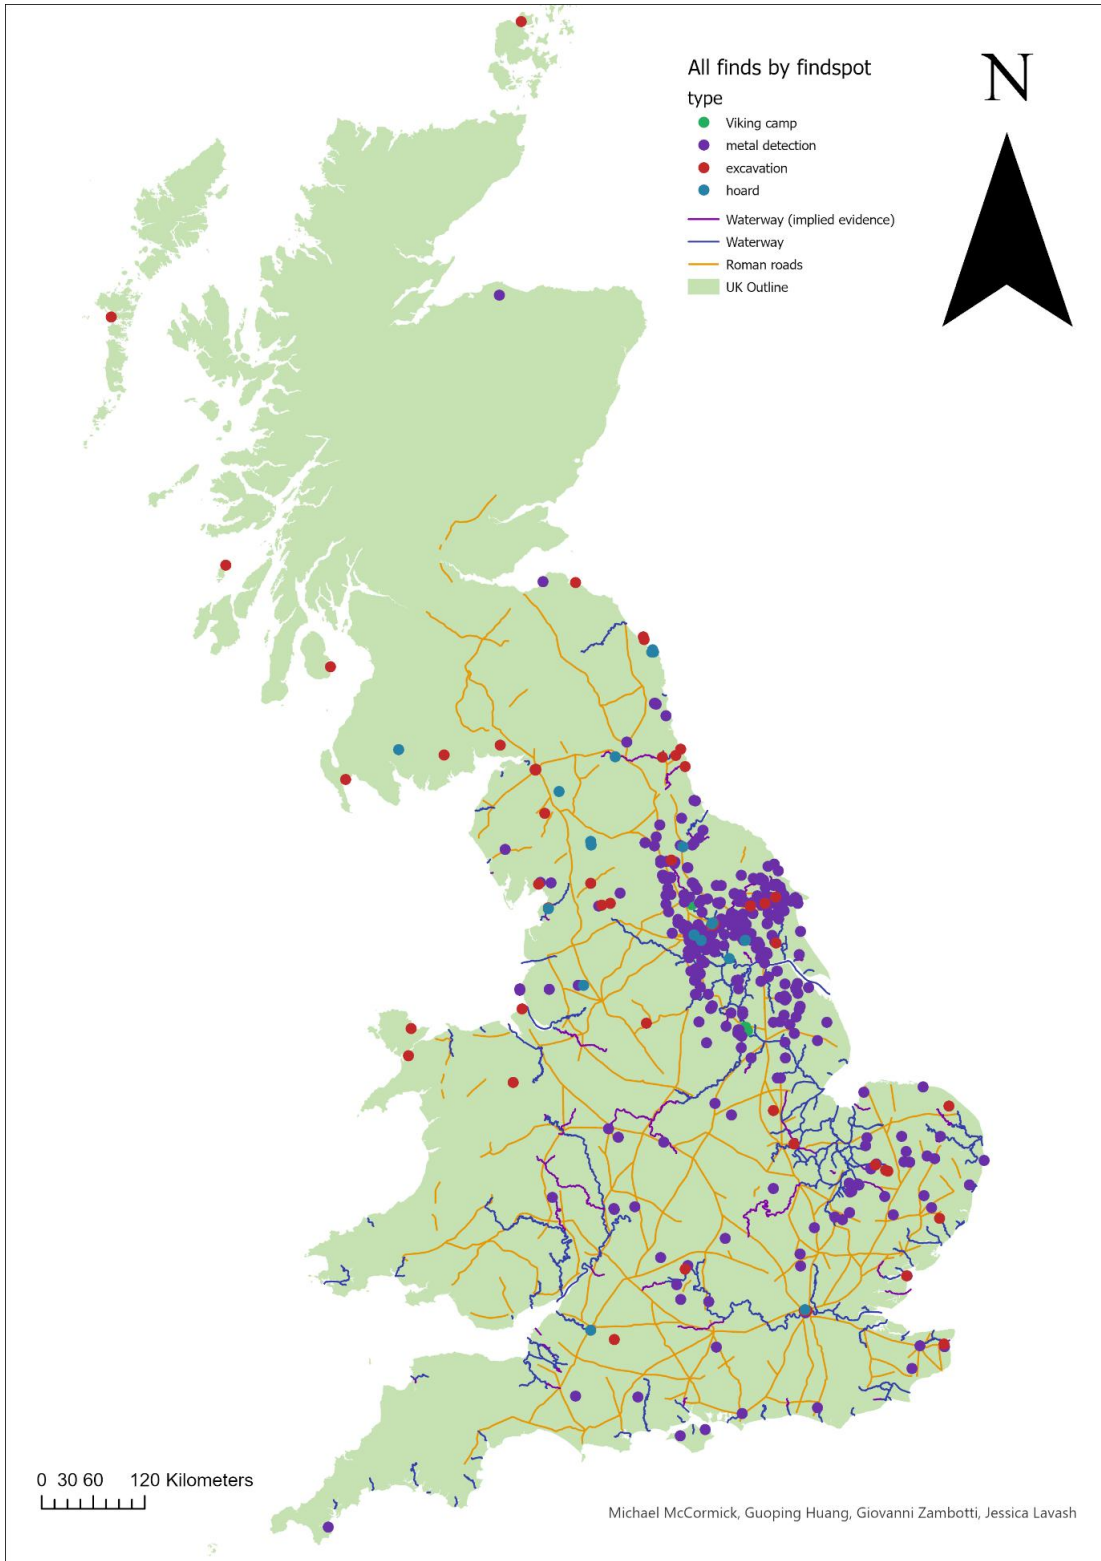 All finds by findspot
type
Viking camp
metal detection
excavation
hoard
Waterway (implied evidence)
Waterway
Roman roads
UK Outline
N
0 30 60 120 Kilometers
Michael McCormick, Guoping Huang, Giovanni Zambotti, Jessica Lavash